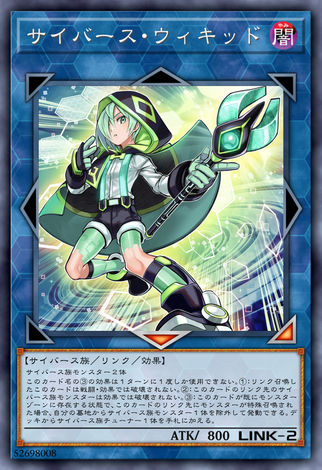 サイバース・ウィキッド
やみ
闇
【サイバース族／リンク／効果】
サイバース族モンスター２体
このカード名の③の効果は１ターンに１度しか使用できない。①：リンク召喚し
たこのカードは戦闘・効果では破壊されない。②：このカードのリンク先のサイ
バース族モンスターは効果では破壊されない。③：このカードが既にモンスター
ゾーンに存在する状態で、このカードのリンク先にモンスターが特殊召喚され
た場合、自分の墓地からサイバース族モンスター１体を除外して発動できる。デ
ッキからサイバース族チューナー１体を手札に加える。
ATK/ 800 LINK-2
52698008